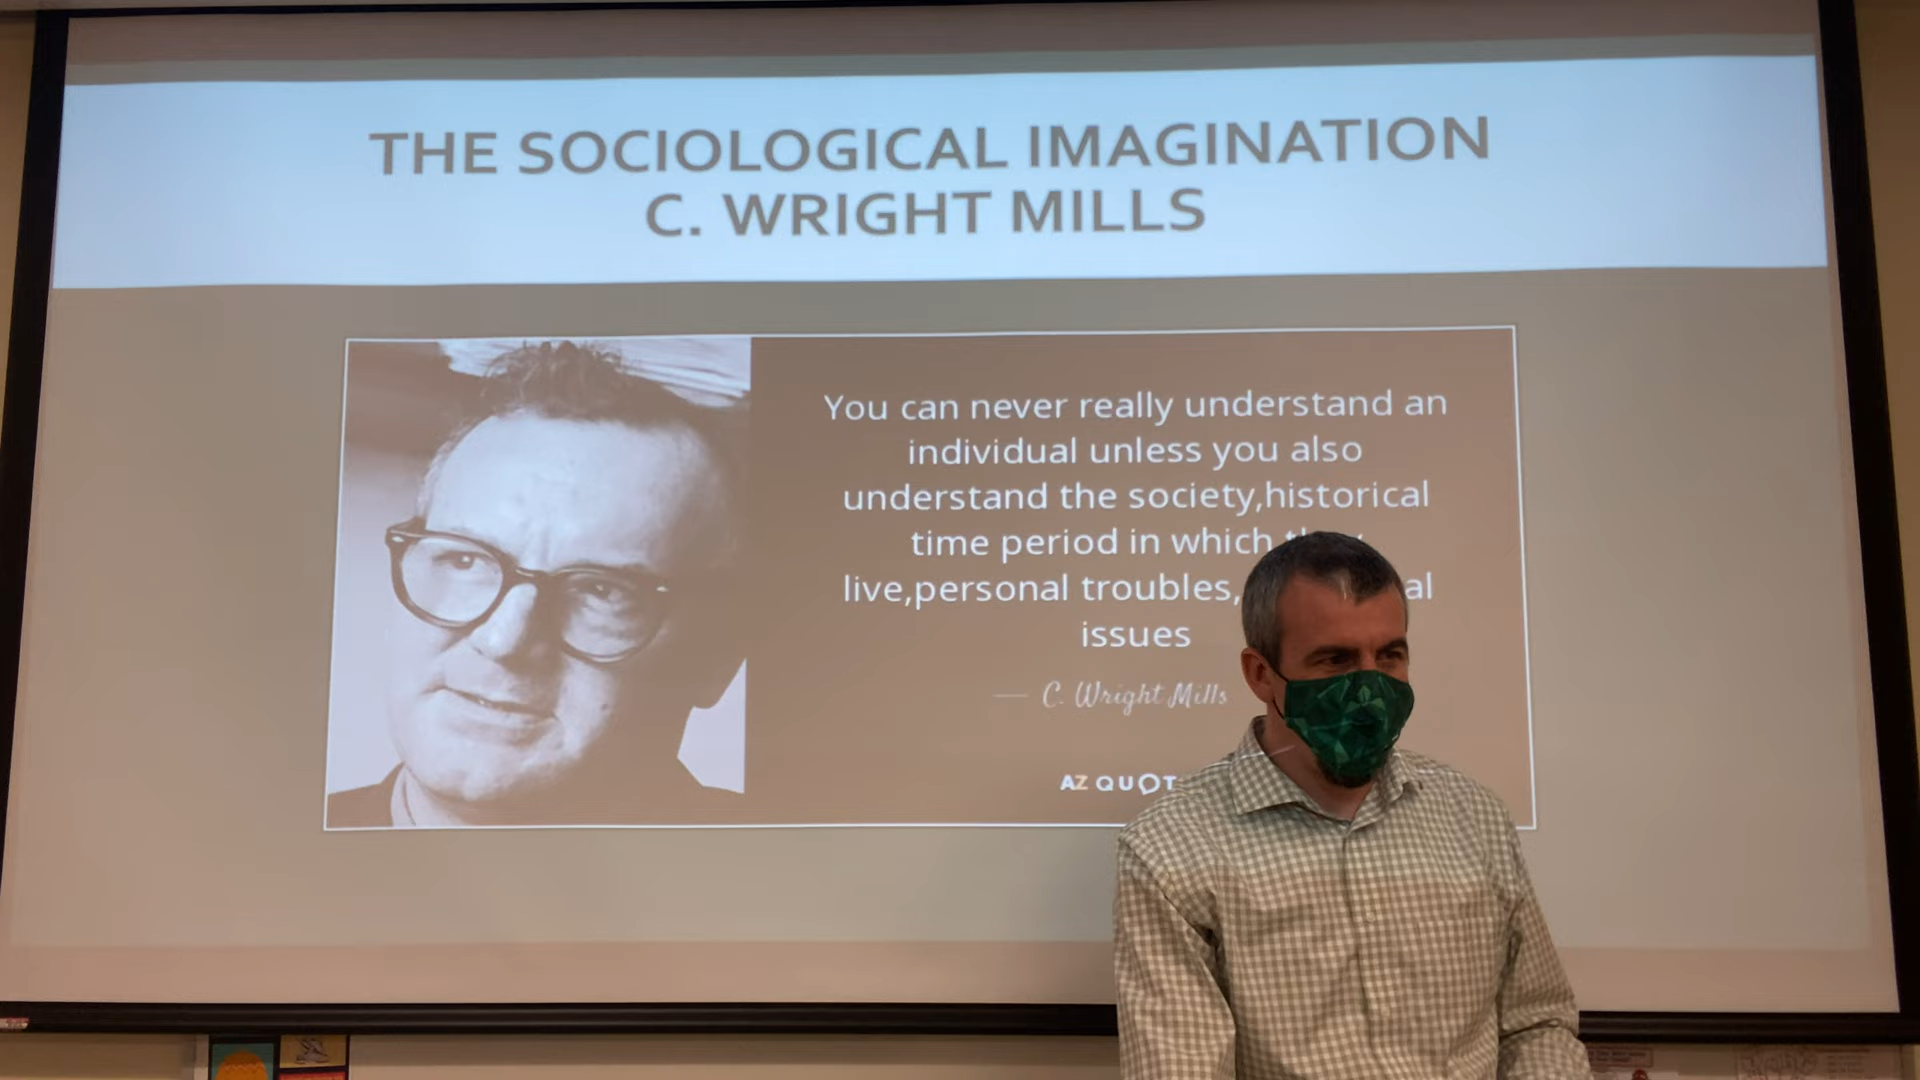 THE SOCIOLOGICAL IMAGINATION
C. WRIGHT MILLS
You can never really understand an
individual unless you also
understand the society,historical
time period in which
live,personal troubles,
issues
— C. Wright Mills
AZ QUOT